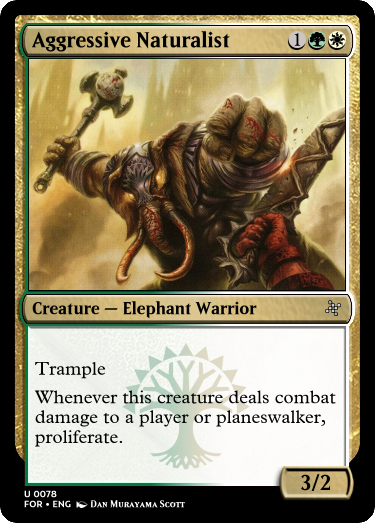 Aggressive Naturalist 1
Creature — Elephant Warrior
Trample
Whenever this creature deals combat
damage to a player or planeswalker,
proliferate.
3/2
U 0078
FOR • ENG Dan Murayama Scott